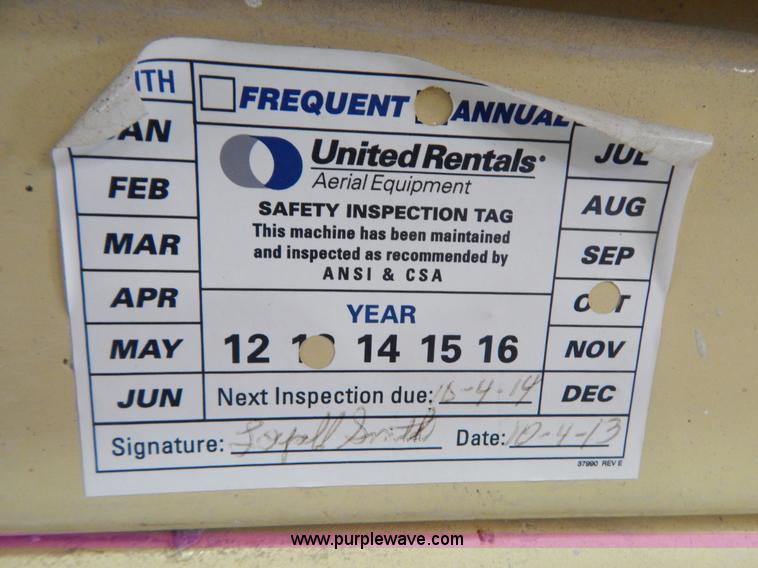 TH
FREQUENT ANNUAL
AN
FEB
MAR
APR
MAY
JUN
United Rentals
Aerial Equipment
SAFETY INSPECTION TAG
This machine has been maintained
and inspected as recommended by
ANSI & CSA
YEAR
12 14 15 16
JUL
AUG
SEP
O T
NOV
DEC
Next Inspection due: 10-4-14
Signature: Smith Date: 10-4-13
37990 REV E
www.purplewave.com